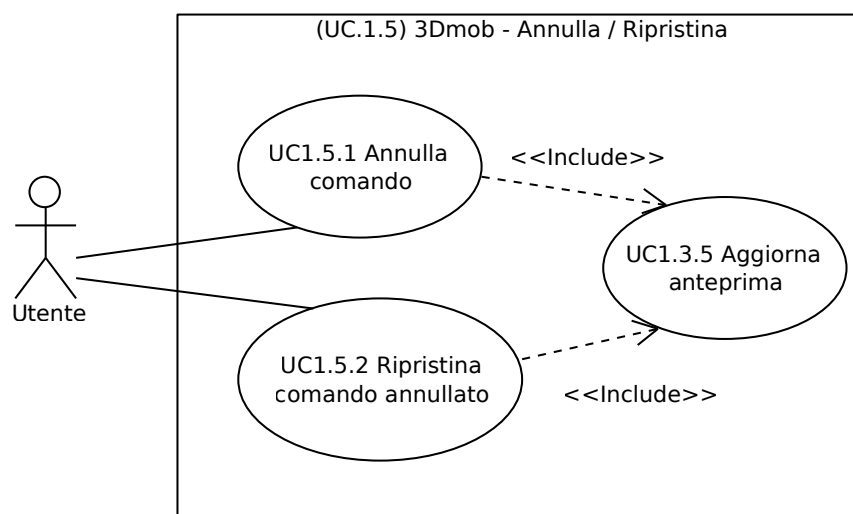 (UC.1.5) 3Dmob - Annulla / Ripristina
UC1.5.1 Annulla
comando
<<Include>>
UC1.3.5 Aggiorna
anteprima
Utente
UC1.5.2 Ripristina
comando annullato
<<Include>>